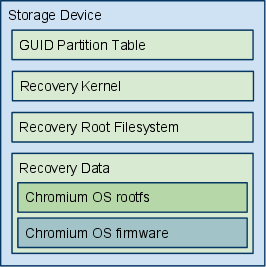 Storage Device
GUID Partition Table
Recovery Kernel
Recovery Root Filesystem
Recovery Data
Chromium OS rootfs
Chromium OS firmware